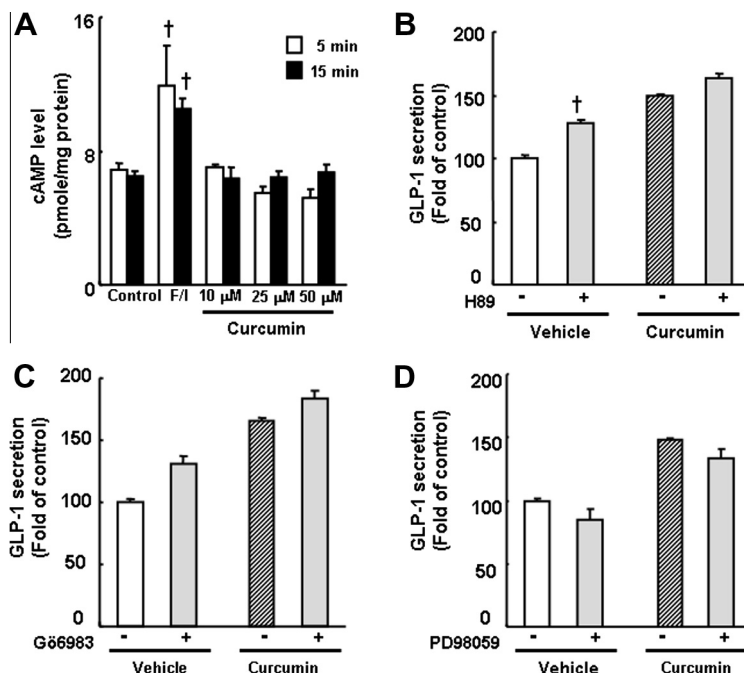 A
16
8
0
cAMP level
(pmole/mg protein)
†
†
5 min
15 min
Control F/I 10 μM 25 μM 50 μM
Curcumin
B
200
150
100
50
0
GLP-1 secretion
(Fold of control)
†
H89 - + - +
Vehicle Curcumin
C
200
150
100
50
0
GLP-1 secretion
(Fold of control)
Gö6983 - + - +
Vehicle Curcumin
D
200
150
100
50
0
GLP-1 secretion
(Fold of control)
PD98059 - + - +
Vehicle Curcumin